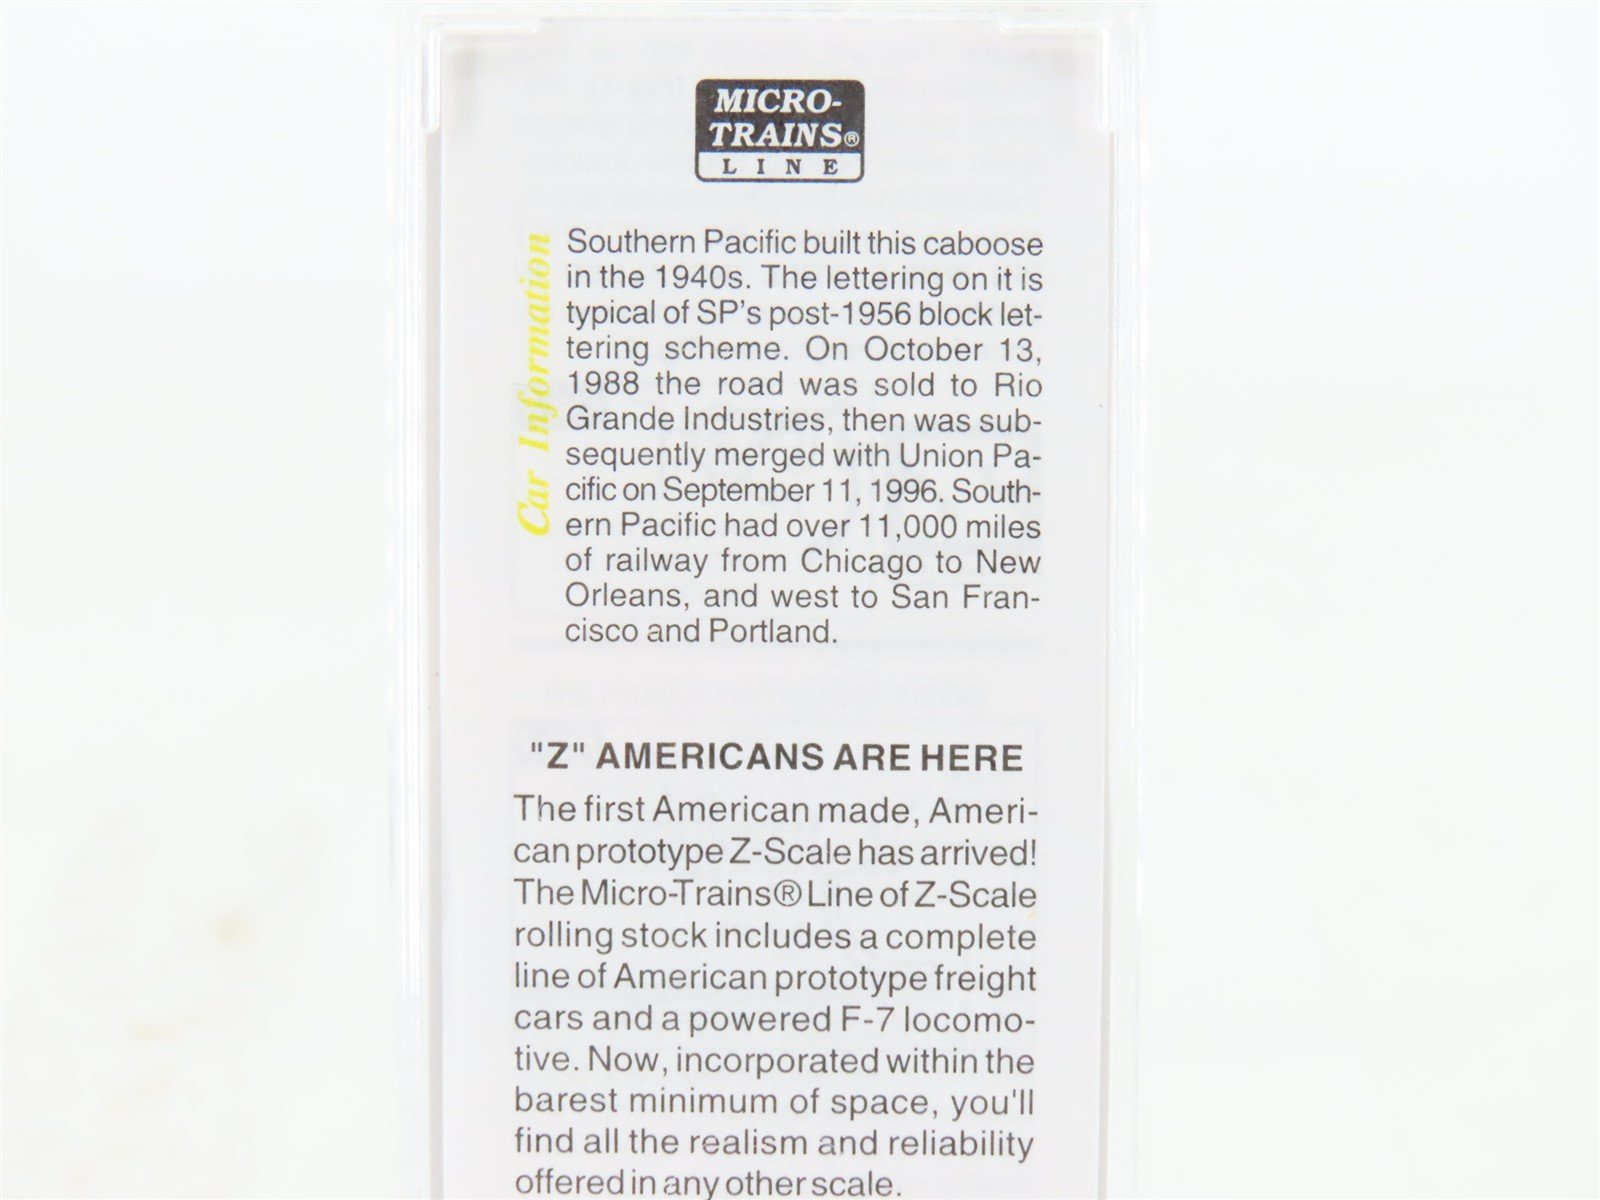 MICRO-
TRAINS®
LINE
Car Information
Southern Pacific built this caboose
in the 1940s. The lettering on it is
typical of SP's post-1956 block let-
tering scheme. On October 13,
1988 the road was sold to Rio
Grande Industries, then was sub-
sequently merged with Union Pa-
cific on September 11, 1996. South-
ern Pacific had over 11,000 miles
of railway from Chicago to New
Orleans, and west to San Fran-
cisco and Portland.
"Z" AMERICANS ARE HERE
The first American made, Ameri-
can prototype Z-Scale has arrived!
The Micro-Trains® Line of Z-Scale
rolling stock includes a complete
line of American prototype freight
cars and a powered F-7 locomo-
tive. Now, incorporated within the
barest minimum of space, you'll
find all the realism and reliability
offered in any other scale.